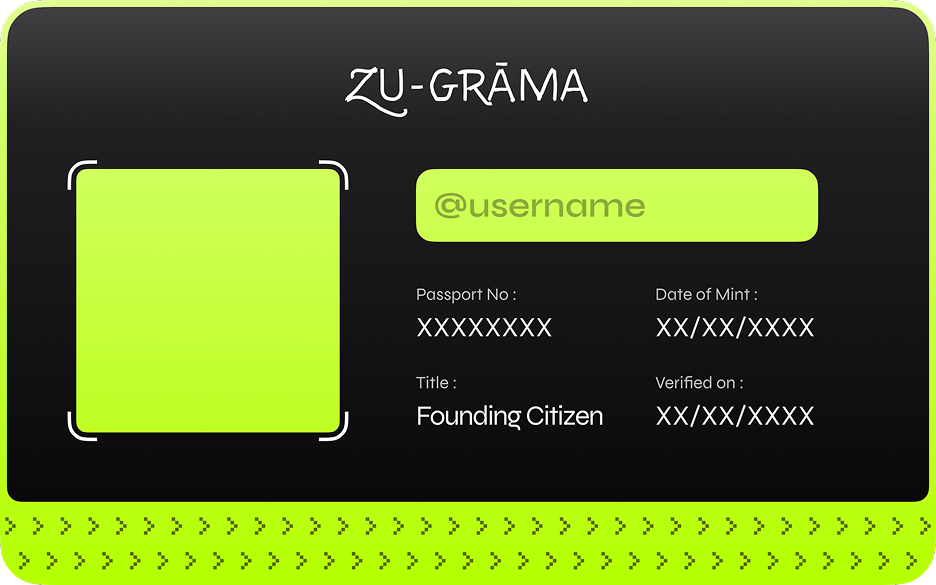 ZU-GRĀMA
@username
Passport No :
XXXXXXXX
Date of Mint :
XX/XX/XXXX
Title :
Founding Citizen
Verified on :
XX/XX/XXXX